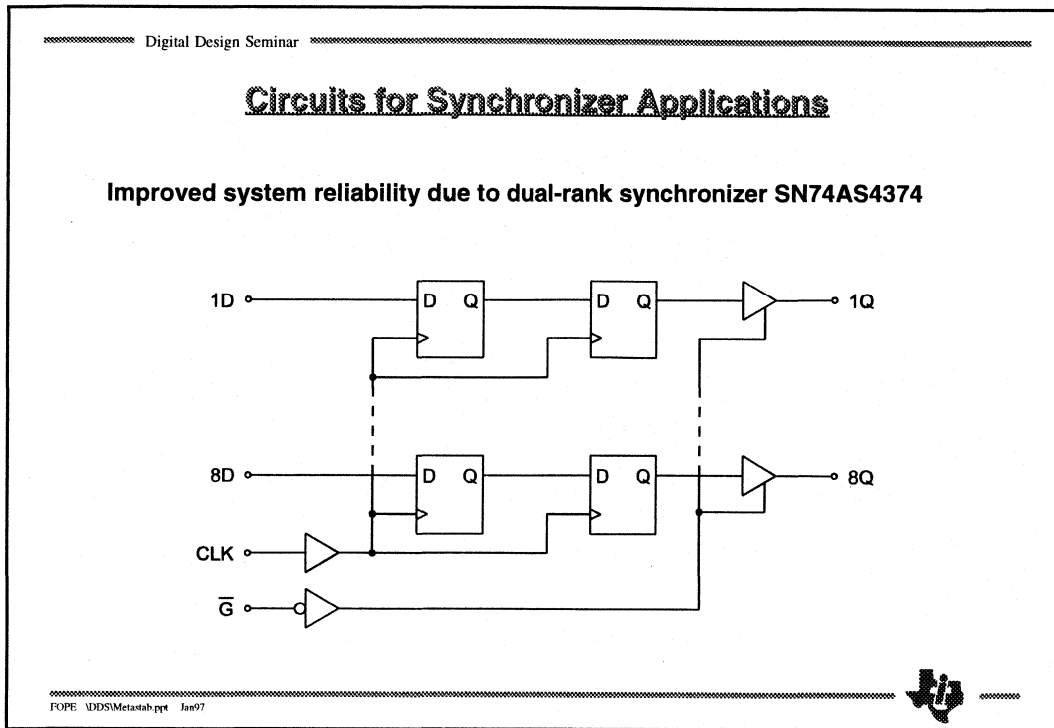 Digital Design Seminar
Circuits for Synchronizer Applications
Improved system reliability due to dual-rank synchronizer SN74AS4374
1D D Q D Q 1Q
8D D Q D Q 8Q
CLK
G̅
FOPE \DDS\Metastab.ppt Jan97